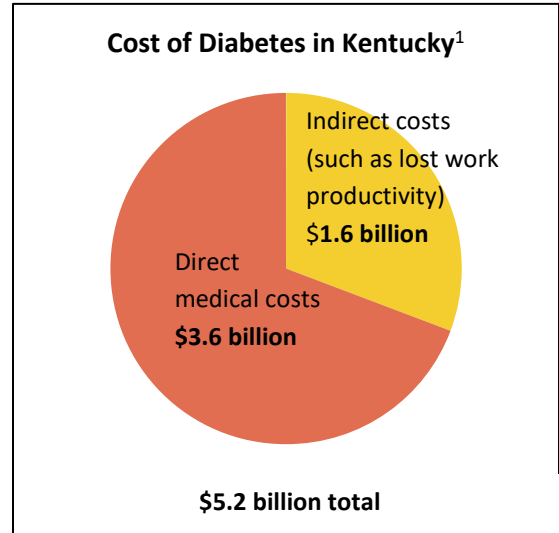 Cost of Diabetes in Kentucky¹
Indirect costs
(such as lost work
productivity)
$1.6 billion
Direct
medical costs
$3.6 billion
$5.2 billion total